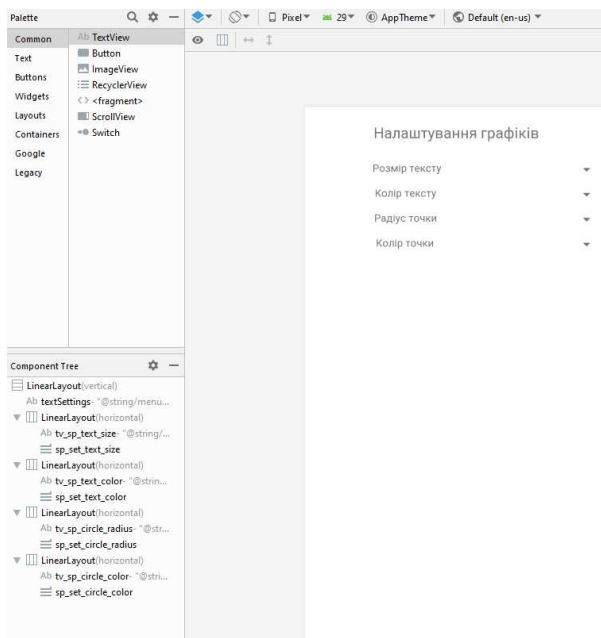 Palette
Pixel 29 AppTheme Default (en-us)
Common
Text
Buttons
Widgets
Layouts
Containers
Google
Legacy
Ab TextView
Button
ImageView
RecyclerView
<> <fragment>
ScrollView
Switch
Налаштування графіків
Розмір тексту
Колір тексту
Радіус точки
Колір точки
Component Tree
LinearLayout(vertical)
Ab textSettings- "@string/menu...
LinearLayout(horizontal)
Ab tv_sp_text_size- "@string/...
sp_set_text_size
LinearLayout(horizontal)
Ab tv_sp_text_color- "@strin...
sp_set_text_color
LinearLayout(horizontal)
Ab tv_sp_circle_radius- "@str...
sp_set_circle_radius
LinearLayout(horizontal)
Ab tv_sp_circle_color- "@stri...
sp_set_circle_color